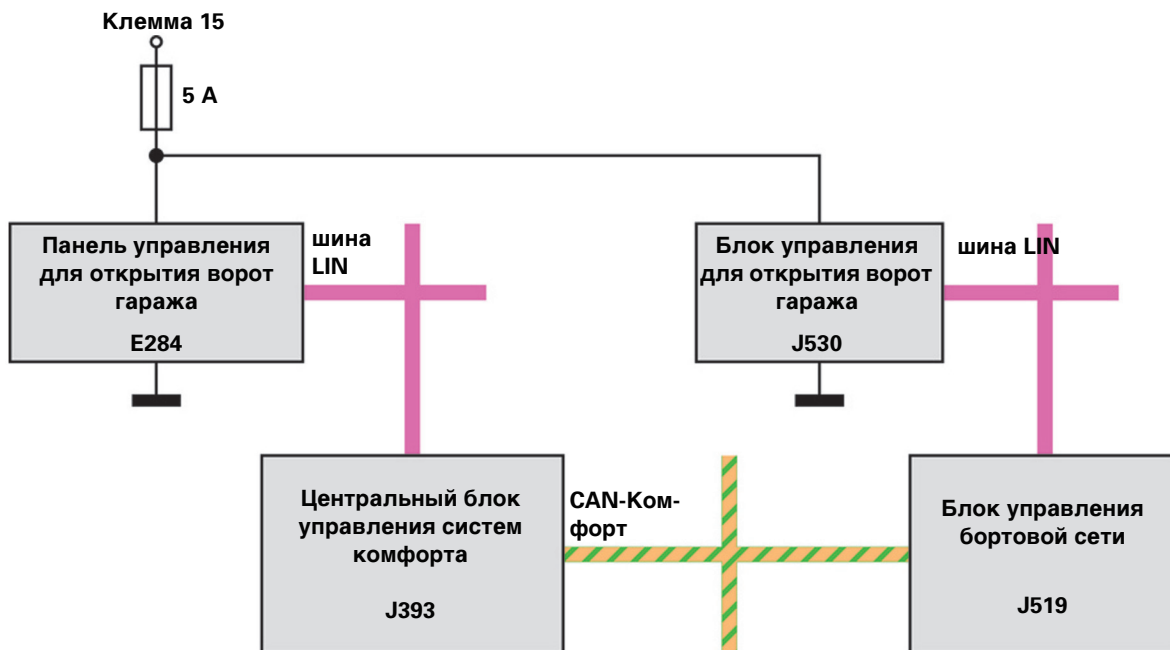 Клемма 15
5 А
Панель управления
для открытия ворот
гаража
E284
шина
LIN
Блок управления
для открытия ворот
гаража
J530
шина LIN
Центральный блок
управления систем
комфорта
J393
CAN-Ком-
форт
Блок управления
бортовой сети
J519